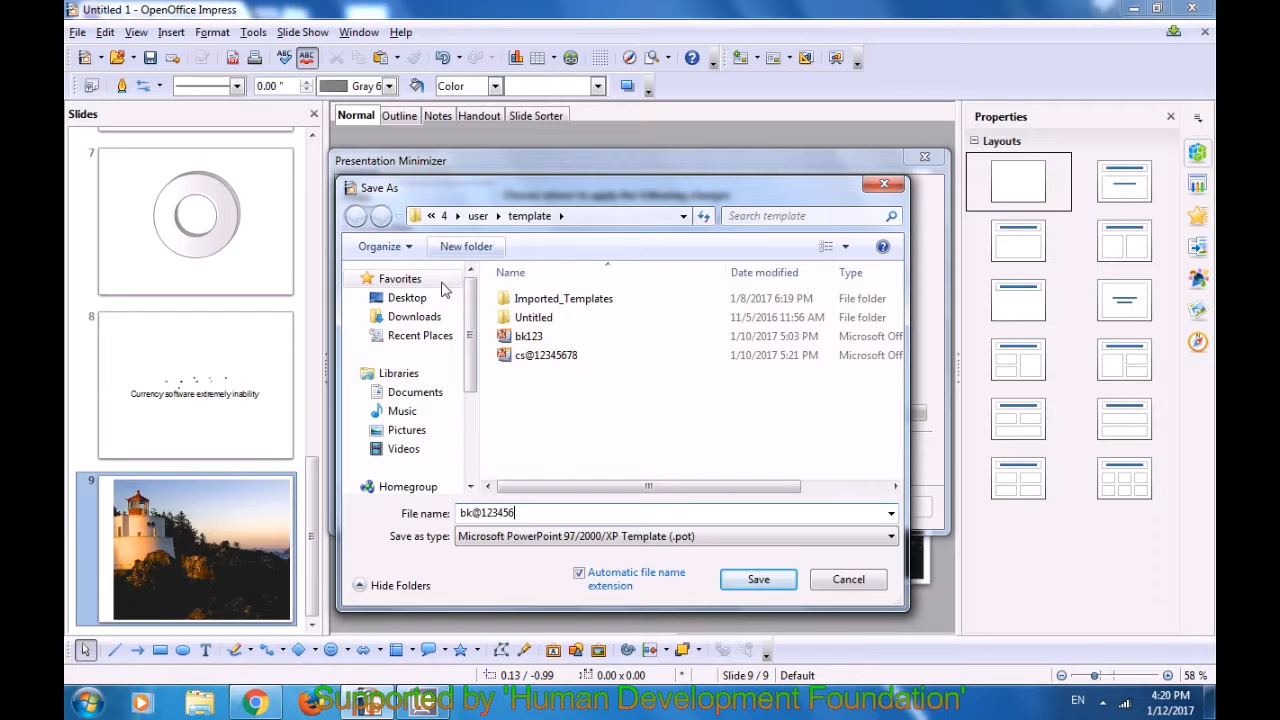 Untitled 1 - OpenOffice Impress
File Edit View Insert Format Tools Slide Show Window Help
0.00 " Gray 6 Color
Slides
Normal Outline Notes Handout Slide Sorter
Properties
Layouts
7
8
Currency software extremely inability
9
Presentation Minimizer
Save As
4 user template
Search template
Organize New folder
Name Date modified Type
Favorites
Desktop
Downloads
Recent Places
Libraries
Documents
Music
Pictures
Videos
Homegroup
Imported_Templates 1/8/2017 6:19 PM File folder
Untitled 11/5/2016 11:56 AM File folder
bk123 1/10/2017 5:03 PM Microsoft Off
cs@12345678 1/10/2017 5:21 PM Microsoft Off
File name: bk@123456
Save as type: Microsoft PowerPoint 97/2000/XP Template (.pot)
Automatic file name
extension
Save Cancel
Hide Folders
0.13 / -0.99 0.00 x 0.00 * Slide 9 / 9 Default 58 %
EN 4:20 PM
1/12/2017
Supported by 'Human Development Foundation'